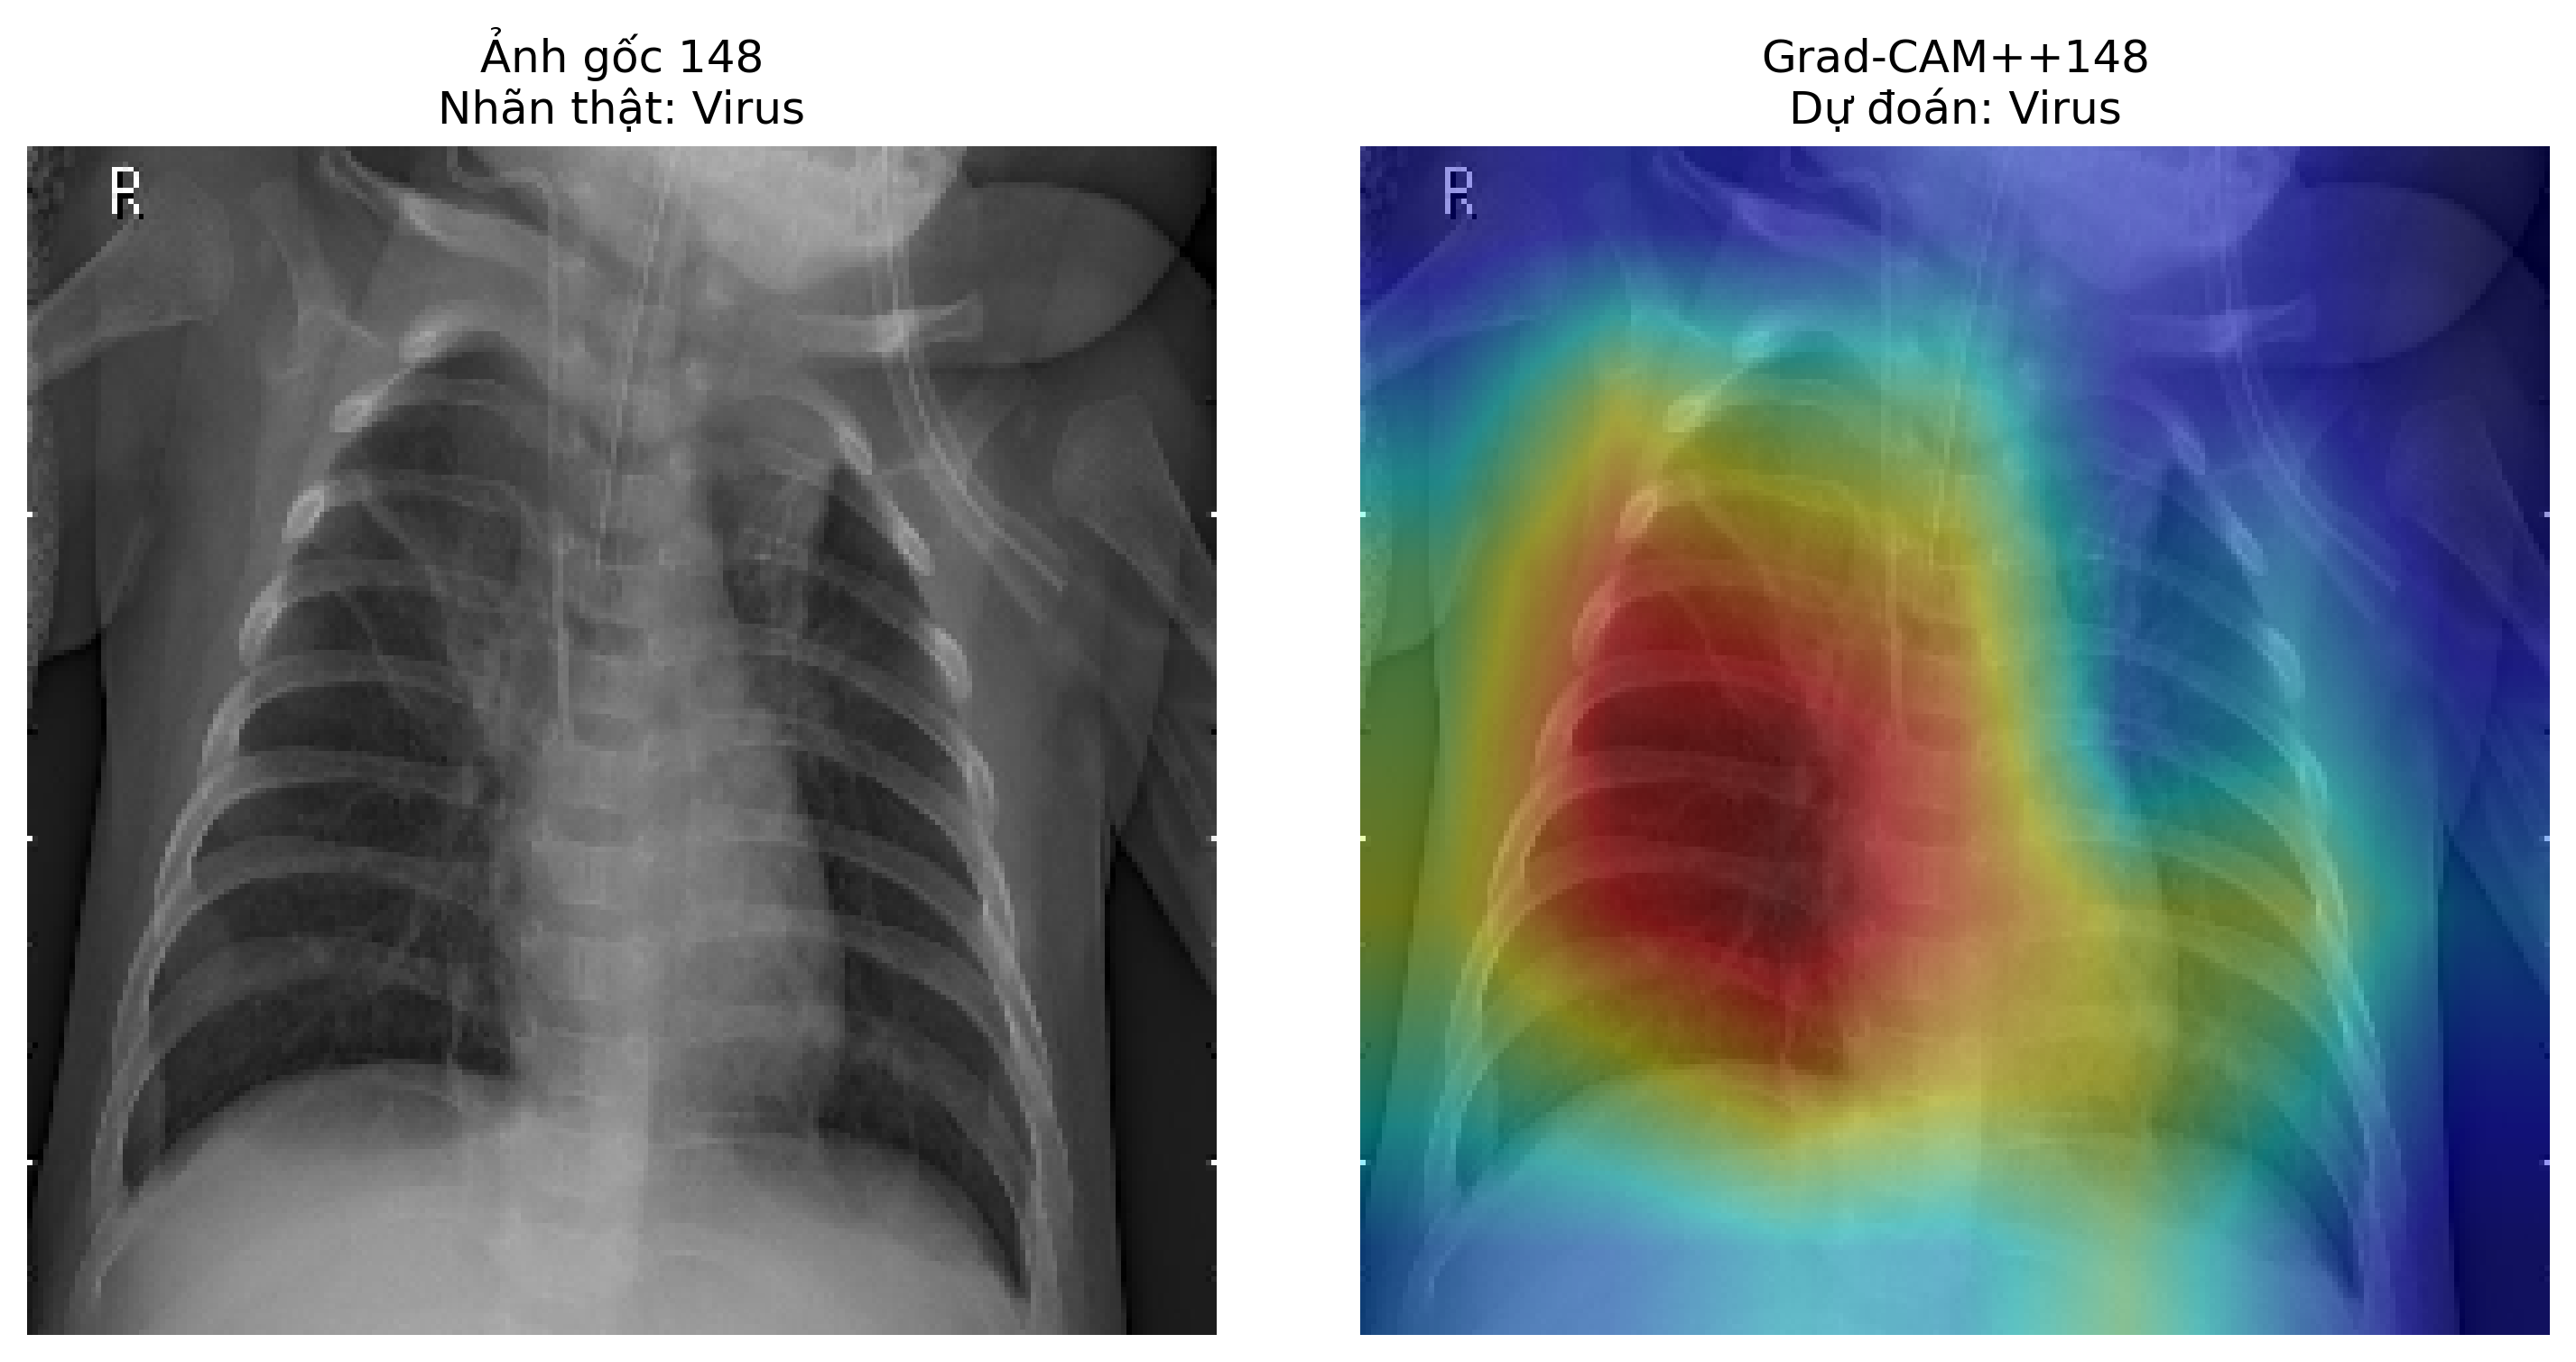 Ảnh gốc 148
Nhãn thật: Virus
R
Grad-CAM++148
Dự đoán: Virus
R